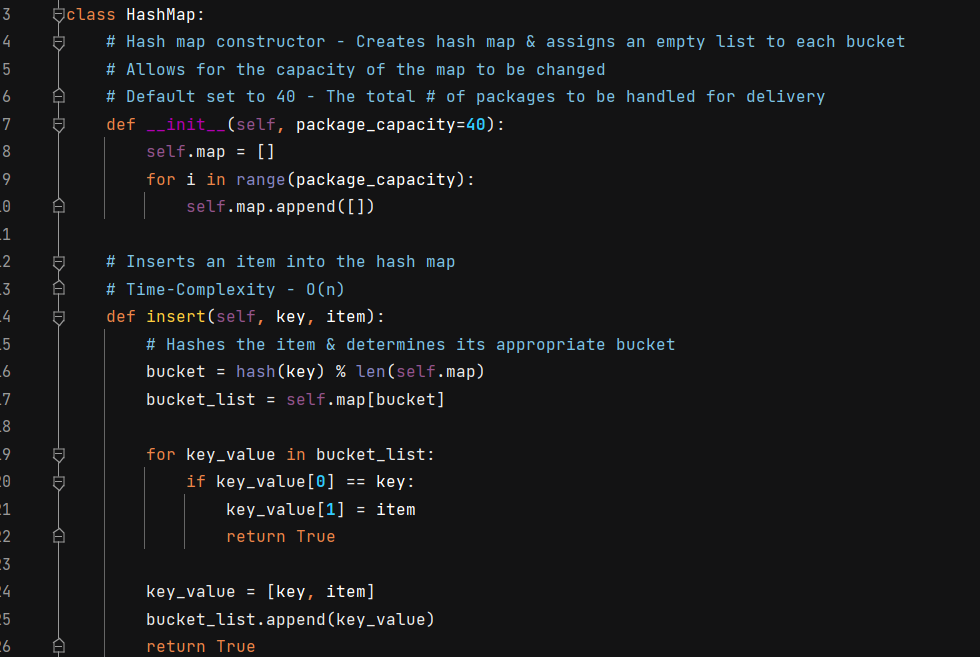 3 class HashMap:
4 # Hash map constructor - Creates hash map & assigns an empty list to each bucket
5 # Allows for the capacity of the map to be changed
6 # Default set to 40 - The total # of packages to be handled for delivery
7 def __init__(self, package_capacity=40):
8 self.map = []
9 for i in range(package_capacity):
0 self.map.append([])
1
2 # Inserts an item into the hash map
3 # Time-Complexity - O(n)
4 def insert(self, key, item):
5 # Hashes the item & determines its appropriate bucket
6 bucket = hash(key) % len(self.map)
7 bucket_list = self.map[bucket]
8
9 for key_value in bucket_list:
0 if key_value[0] == key:
1 key_value[1] = item
2 return True
3
4 key_value = [key, item]
5 bucket_list.append(key_value)
6 return True